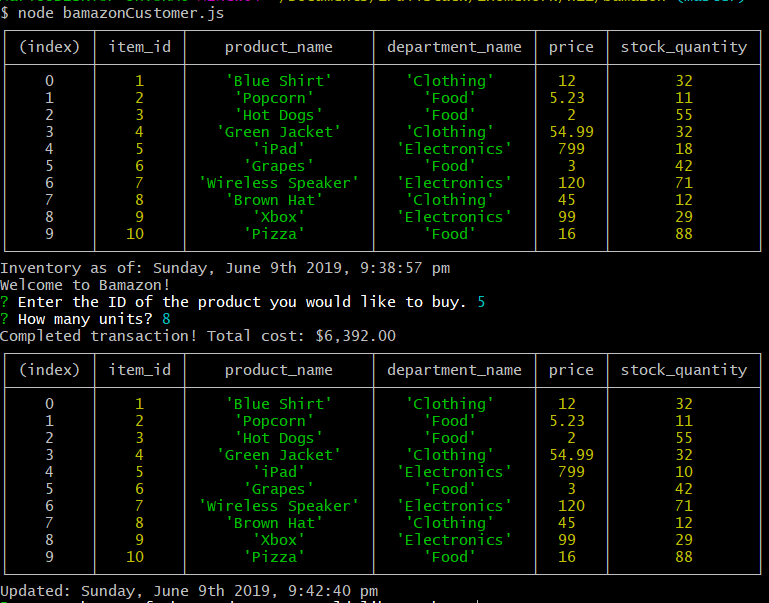 $ node bamazonCustomer.js
(index) item_id product_name department_name price stock_quantity
0 1 'Blue Shirt' 'Clothing' 12 32
1 2 'Popcorn' 'Food' 5.23 11
2 3 'Hot Dogs' 'Food' 2 55
3 4 'Green Jacket' 'Clothing' 54.99 32
4 5 'iPad' 'Electronics' 799 18
5 6 'Grapes' 'Food' 3 42
6 7 'Wireless Speaker' 'Electronics' 120 71
7 8 'Brown Hat' 'Clothing' 45 12
8 9 'Xbox' 'Electronics' 99 29
9 10 'Pizza' 'Food' 16 88
Inventory as of: Sunday, June 9th 2019, 9:38:57 pm
Welcome to Bamazon!
? Enter the ID of the product you would like to buy. 5
? How many units? 8
Completed transaction! Total cost: $6,392.00
(index) item_id product_name department_name price stock_quantity
0 1 'Blue Shirt' 'Clothing' 12 32
1 2 'Popcorn' 'Food' 5.23 11
2 3 'Hot Dogs' 'Food' 2 55
3 4 'Green Jacket' 'Clothing' 54.99 32
4 5 'iPad' 'Electronics' 799 10
5 6 'Grapes' 'Food' 3 42
6 7 'Wireless Speaker' 'Electronics' 120 71
7 8 'Brown Hat' 'Clothing' 45 12
8 9 'Xbox' 'Electronics' 99 29
9 10 'Pizza' 'Food' 16 88
Updated: Sunday, June 9th 2019, 9:42:40 pm